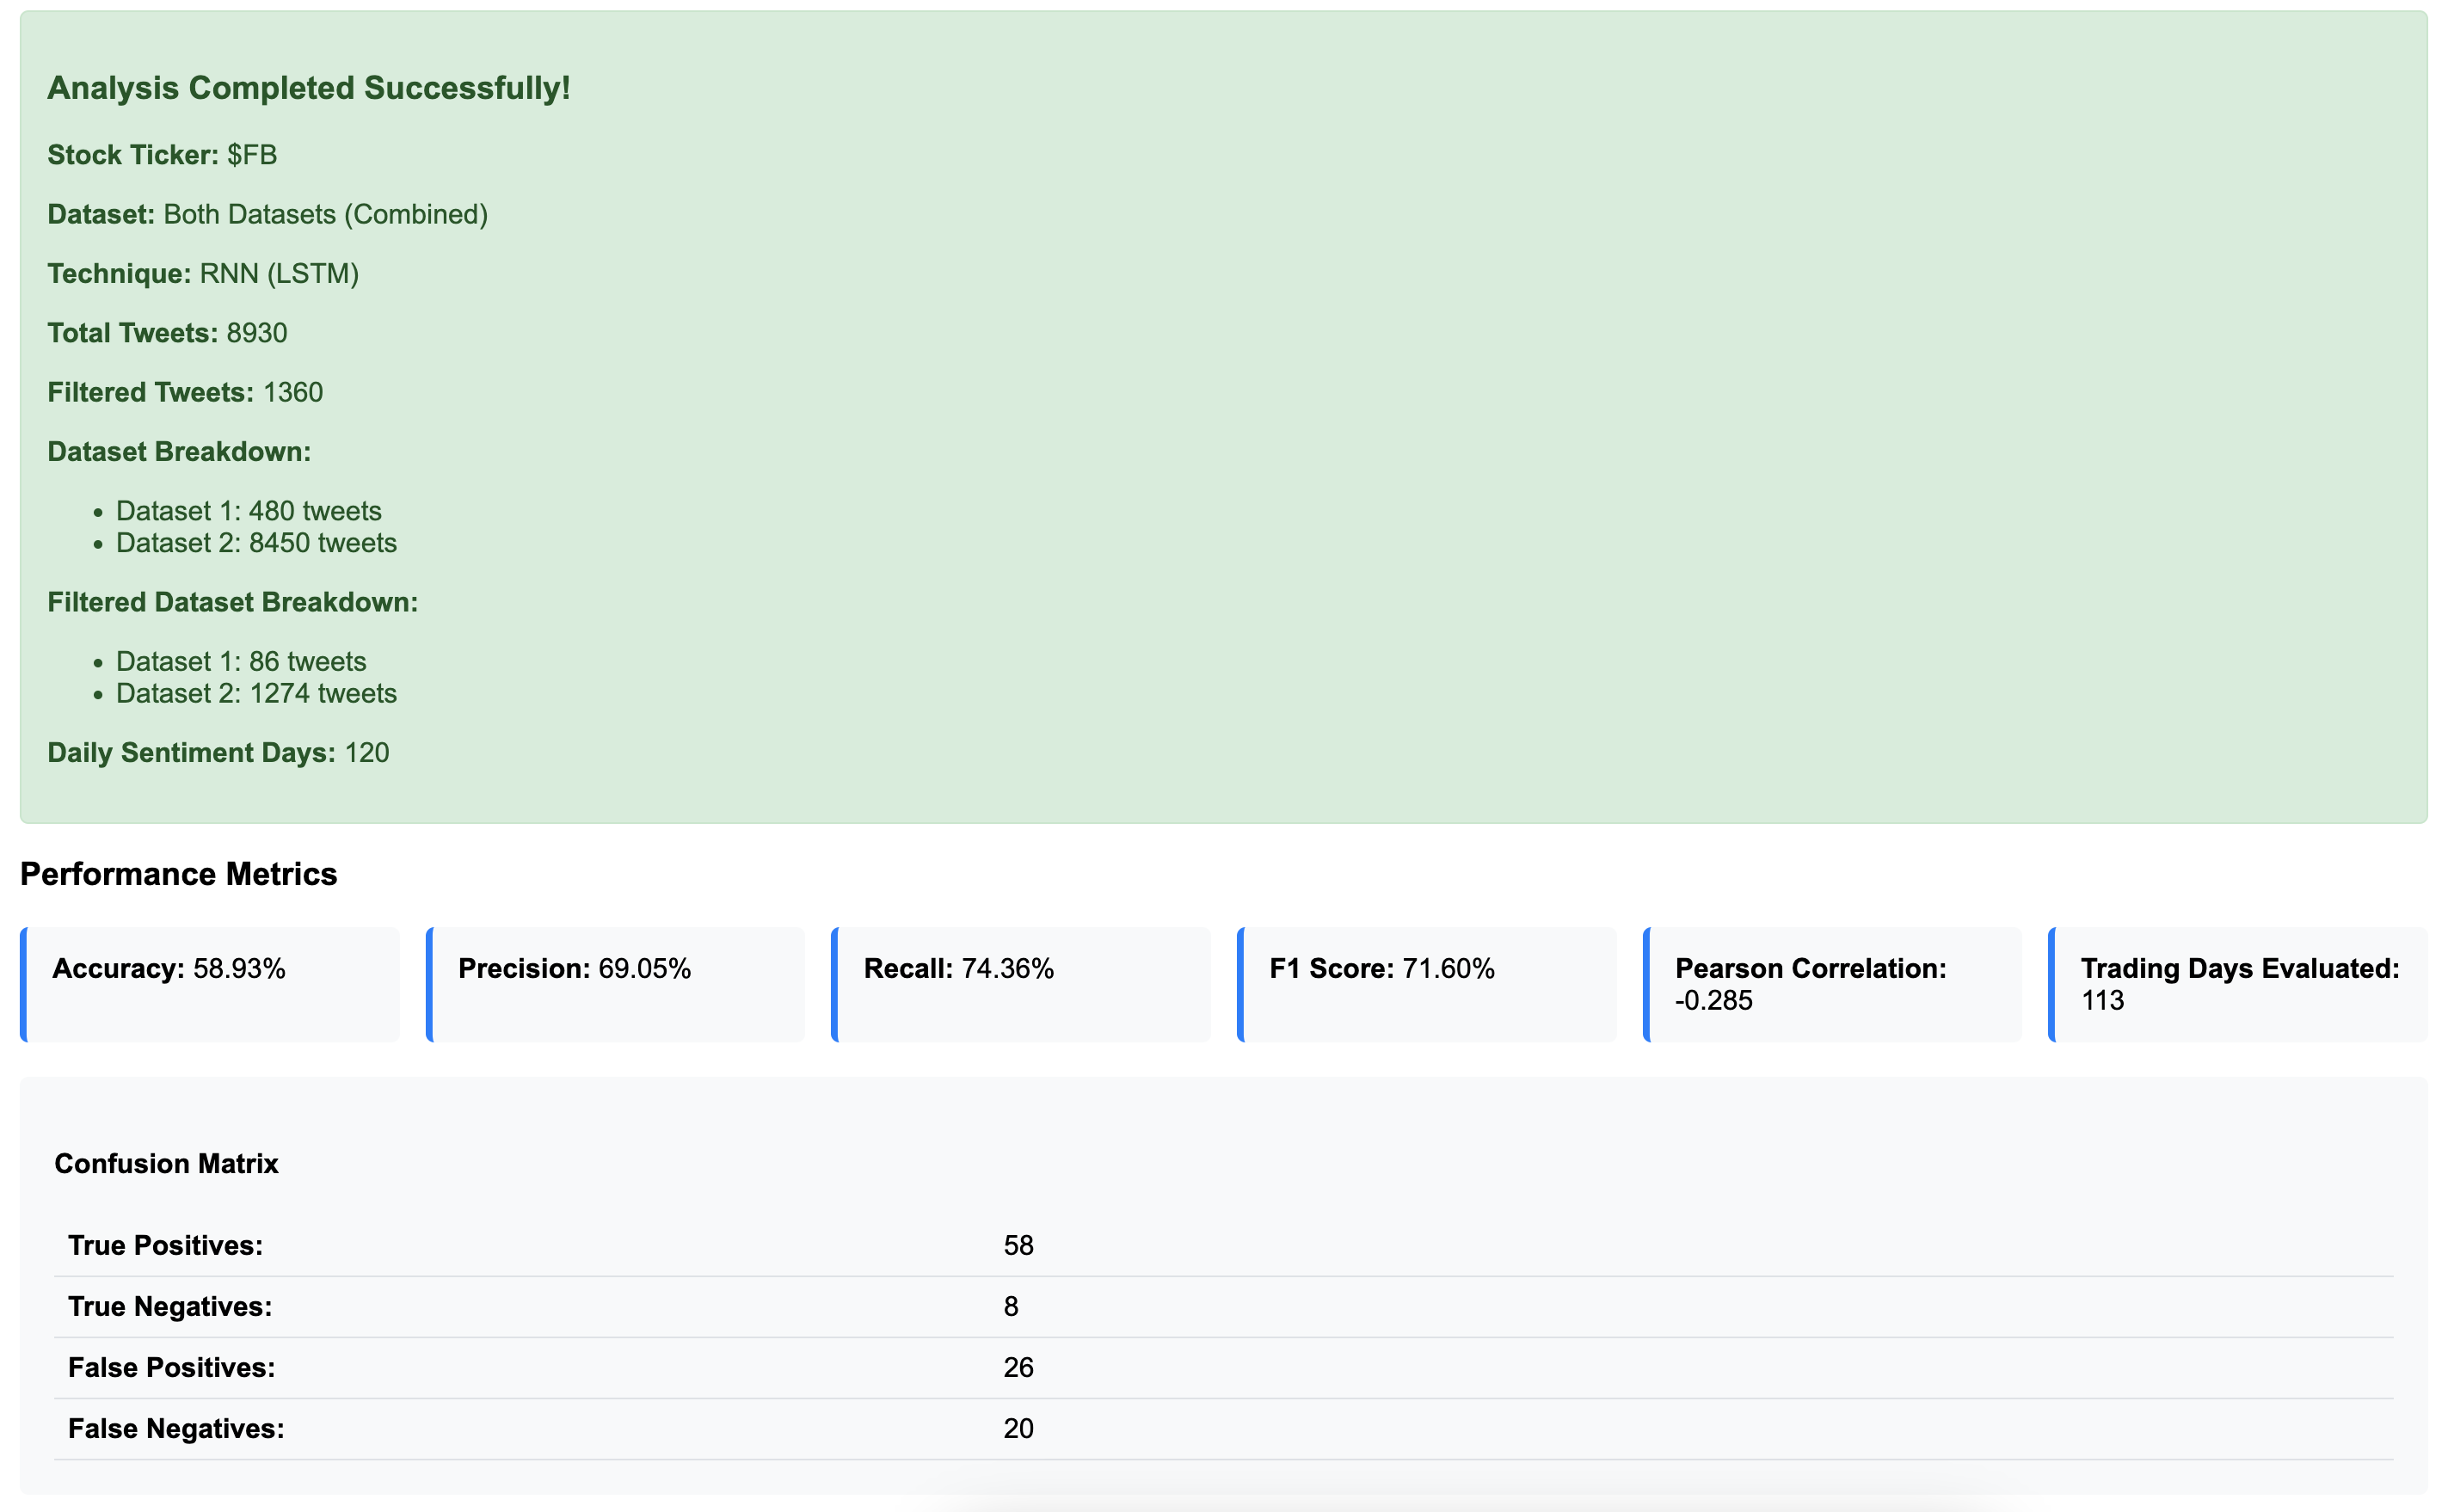 Analysis Completed Successfully!
Stock Ticker: $FB
Dataset: Both Datasets (Combined)
Technique: RNN (LSTM)
Total Tweets: 8930
Filtered Tweets: 1360
Dataset Breakdown:
• Dataset 1: 480 tweets
• Dataset 2: 8450 tweets
Filtered Dataset Breakdown:
• Dataset 1: 86 tweets
• Dataset 2: 1274 tweets
Daily Sentiment Days: 120
Performance Metrics
Accuracy: 58.93%
Precision: 69.05%
Recall: 74.36%
F1 Score: 71.60%
Pearson Correlation:
-0.285
Trading Days Evaluated:
113
Confusion Matrix
True Positives: 58
True Negatives: 8
False Positives: 26
False Negatives: 20